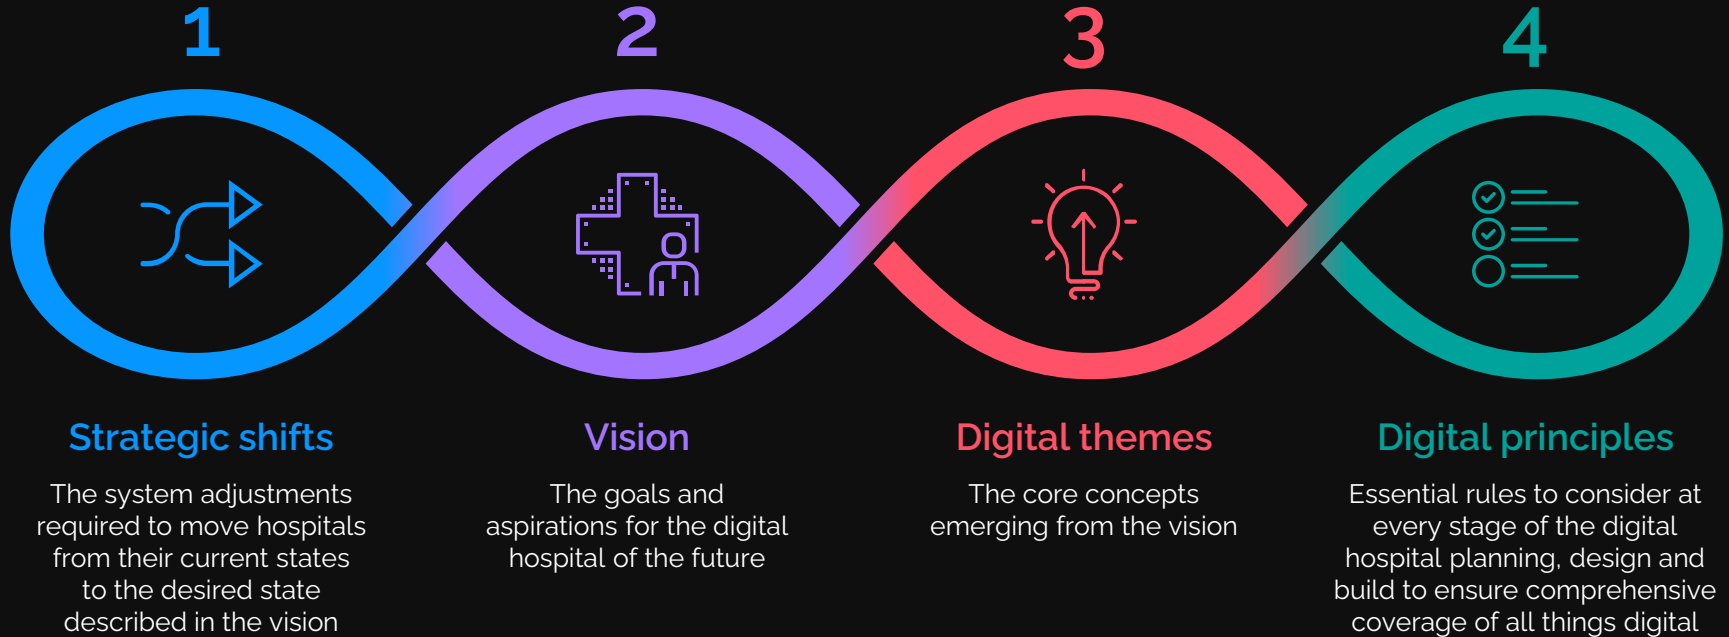 1
2
3
4
Strategic shifts
The system adjustments
required to move hospitals
from their current states
to the desired state
described in the vision
Vision
The goals and
aspirations for the digital
hospital of the future
Digital themes
The core concepts
emerging from the vision
Digital principles
Essential rules to consider at
every stage of the digital
hospital planning, design and
build to ensure comprehensive
coverage of all things digital